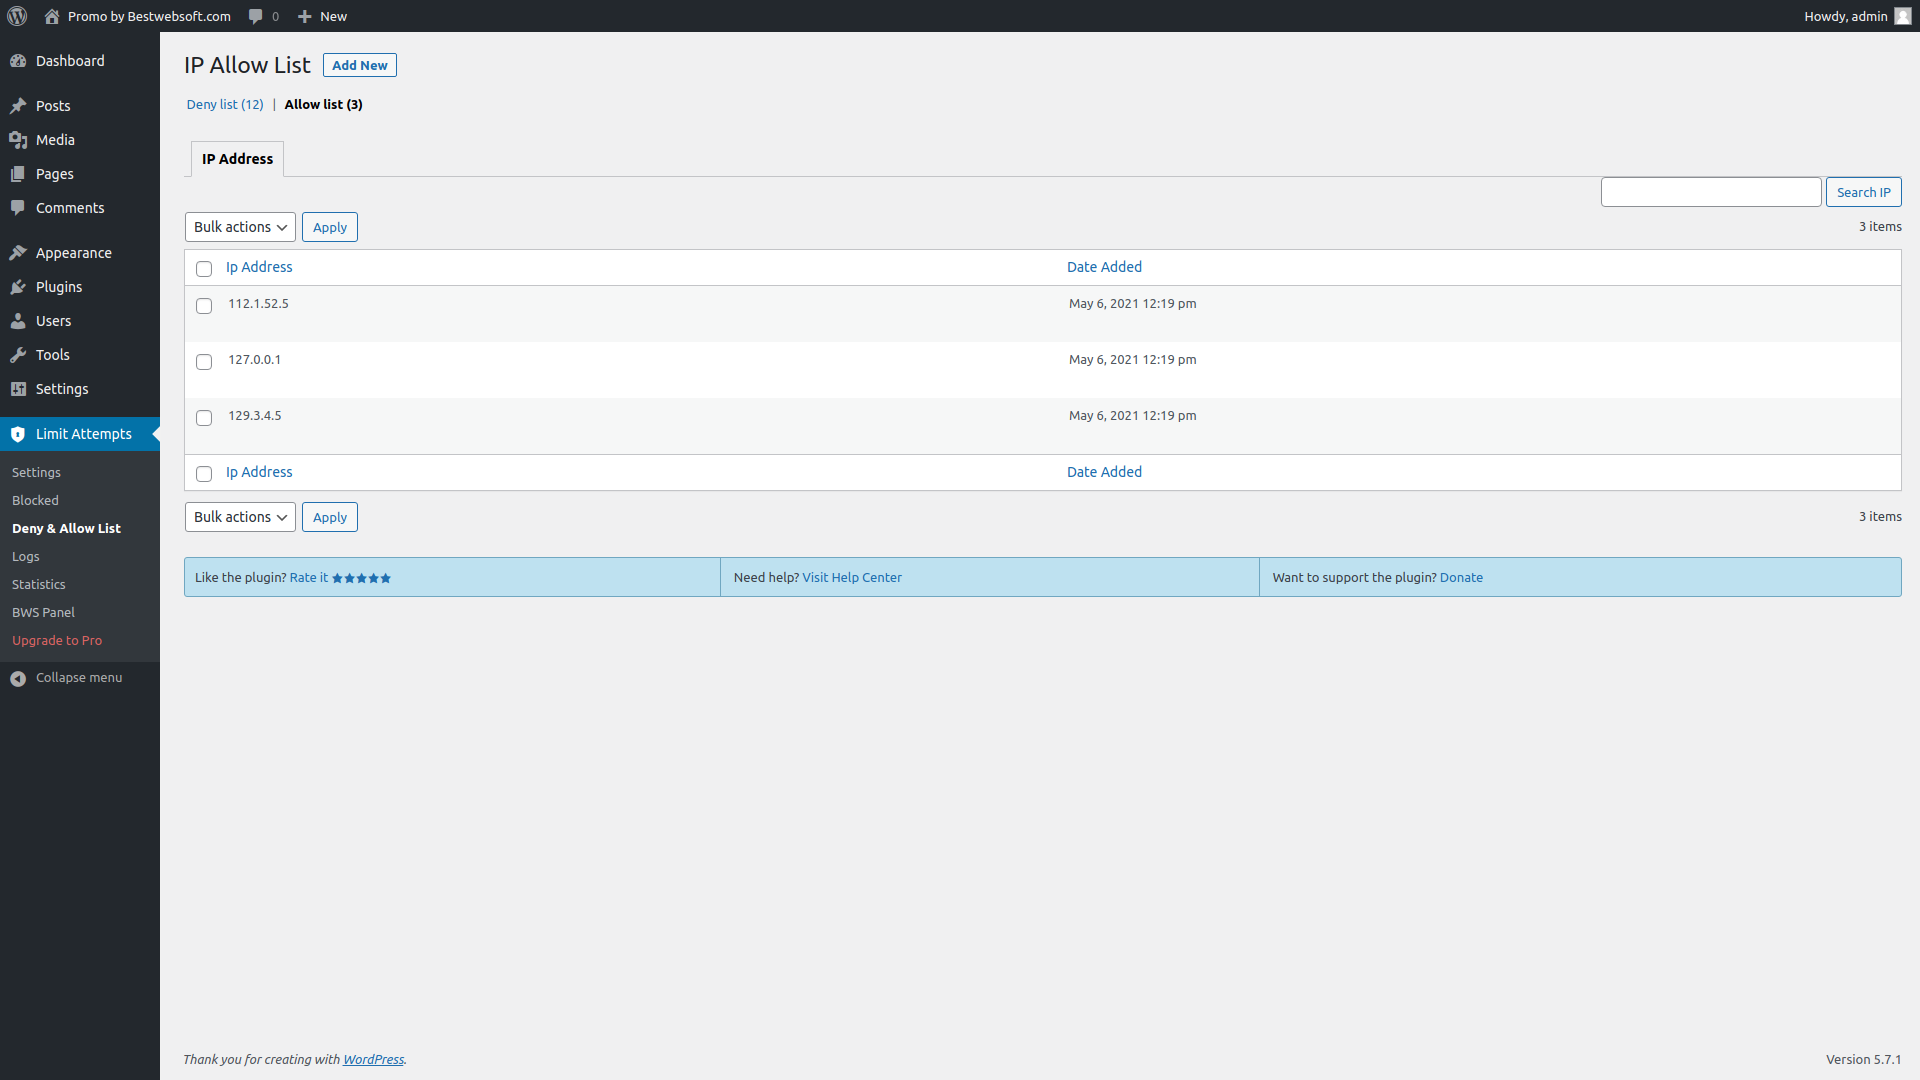 Promo by Bestwebsoft.com 0 New Howdy, admin
Dashboard
Posts
Media
Pages
Comments
Appearance
Plugins
Users
Tools
Settings
Limit Attempts
Settings
Blocked
Deny & Allow List
Logs
Statistics
BWS Panel
Upgrade to Pro
Collapse menu
IP Allow List Add New
Deny list (12) | Allow list (3)
IP Address
Search IP
Bulk actions Apply 3 items
Ip Address Date Added
112.1.52.5 May 6, 2021 12:19 pm
127.0.0.1 May 6, 2021 12:19 pm
129.3.4.5 May 6, 2021 12:19 pm
Ip Address Date Added
Bulk actions Apply 3 items
Like the plugin? Rate it ★★★★★ Need help? Visit Help Center Want to support the plugin? Donate
Thank you for creating with WordPress. Version 5.7.1